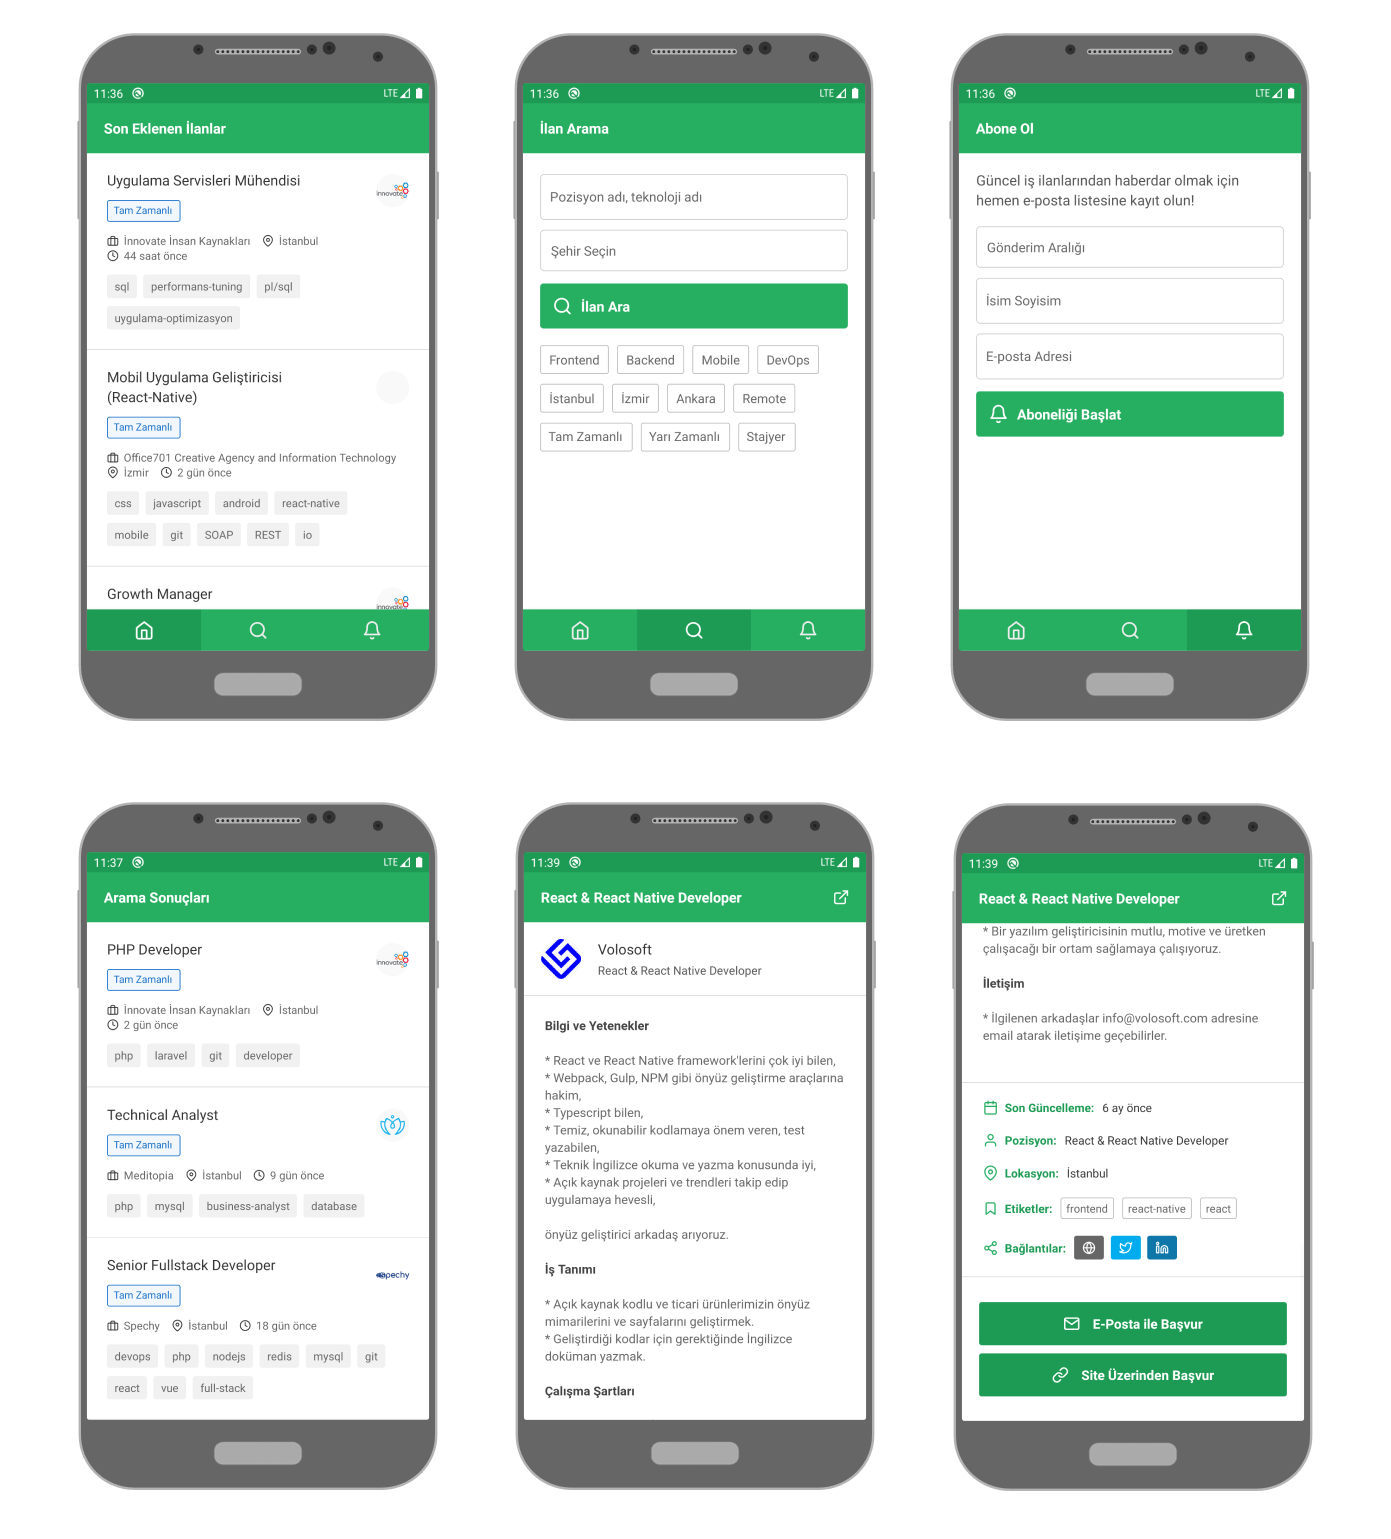 11:36
LTE
Son Eklenen İlanlar
Uygulama Servisleri Mühendisi
innovate
Tam Zamanlı
İnnovate İnsan Kaynakları İstanbul
44 saat önce
sql performans-tuning pl/sql
uygulama-optimizasyon
Mobil Uygulama Geliştiricisi
(React-Native)
Tam Zamanlı
Office701 Creative Agency and Information Technology
İzmir 2 gün önce
css javascript android react-native
mobile git SOAP REST io
Growth Manager
innovate
11:36
LTE
İlan Arama
Pozisyon adı, teknoloji adı
Şehir Seçin
İlan Ara
Frontend Backend Mobile DevOps
İstanbul İzmir Ankara Remote
Tam Zamanlı Yarı Zamanlı Stajyer
11:36
LTE
Abone Ol
Güncel iş ilanlarından haberdar olmak için
hemen e-posta listesine kayıt olun!
Gönderim Aralığı
İsim Soyisim
E-posta Adresi
Aboneliği Başlat
11:37
LTE
Arama Sonuçları
PHP Developer
innovate
Tam Zamanlı
İnnovate İnsan Kaynakları İstanbul
2 gün önce
php laravel git developer
Technical Analyst
Tam Zamanlı
Meditopia İstanbul 9 gün önce
php mysql business-analyst database
Senior Fullstack Developer
spechy
Tam Zamanlı
Spechy İstanbul 18 gün önce
devops php nodejs redis mysql git
react vue full-stack
11:39
LTE
React & React Native Developer
Volosoft
React & React Native Developer
Bilgi ve Yetenekler
* React ve React Native framework'lerini çok iyi bilen,
* Webpack, Gulp, NPM gibi önyüz geliştirme araçlarına
hakim,
* Typescript bilen,
* Temiz, okunabilir kodlamaya önem veren, test
yazabilen,
* Teknik İngilizce okuma ve yazma konusunda iyi,
* Açık kaynak projeleri ve trendleri takip edip
uygulamaya hevesli,
önyüz geliştirici arkadaş arıyoruz.
İş Tanımı
* Açık kaynak kodlu ve ticari ürünlerimizin önyüz
mimarilerini ve sayfalarını geliştirmek.
* Geliştirdiği kodlar için gerektiğinde İngilizce
doküman yazmak.
Çalışma Şartları
11:39
LTE
React & React Native Developer
* Bir yazılım geliştiricisinin mutlu, motive ve üretken
çalışacağı bir ortam sağlamaya çalışıyoruz.
İletişim
* İlgilenen arkadaşlar info@volosoft.com adresine
email atarak iletişime geçebilirler.
Son Güncelleme: 6 ay önce
Pozisyon: React & React Native Developer
Lokasyon: İstanbul
Etiketler: frontend react-native react
Bağlantılar: in
E-Posta ile Başvur
Site Üzerinden Başvur